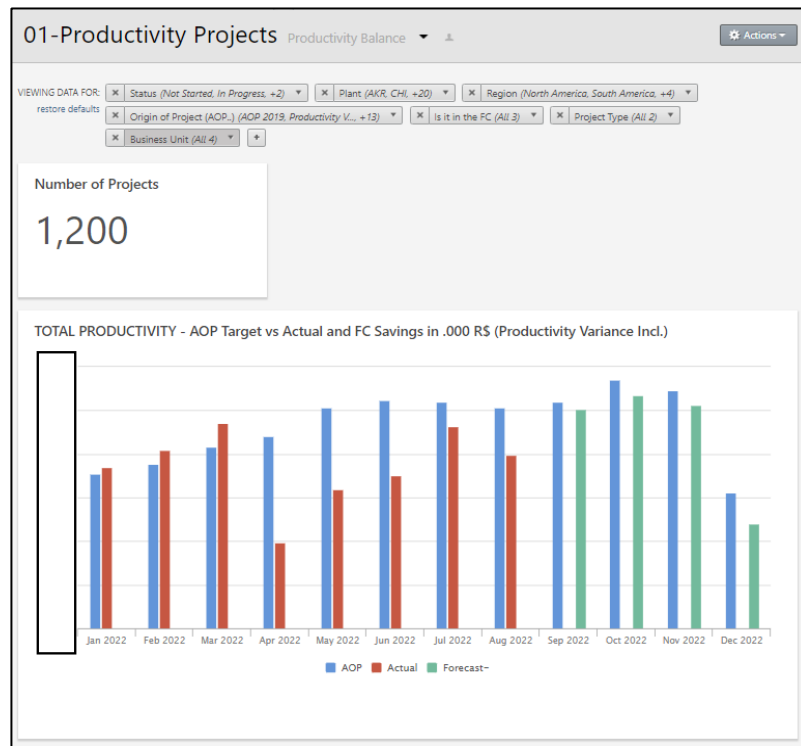 01-Productivity Projects Productivity Balance
Actions
VIEWING DATA FOR: Status (Not Started, In Progress, +2) Plant (AKR, CHI, +20) Region (North America, South America, +4)
restore defaults Origin of Project (AOP..) (AOP 2019, Productivity V..., +13) Is it in the FC (All 3) Project Type (All 2)
Business Unit (All 4) +
Number of Projects
1,200
TOTAL PRODUCTIVITY - AOP Target vs Actual and FC Savings in .000 R$ (Productivity Variance Incl.)
Jan 2022 Feb 2022 Mar 2022 Apr 2022 May 2022 Jun 2022 Jul 2022 Aug 2022 Sep 2022 Oct 2022 Nov 2022 Dec 2022
AOP Actual Forecast~